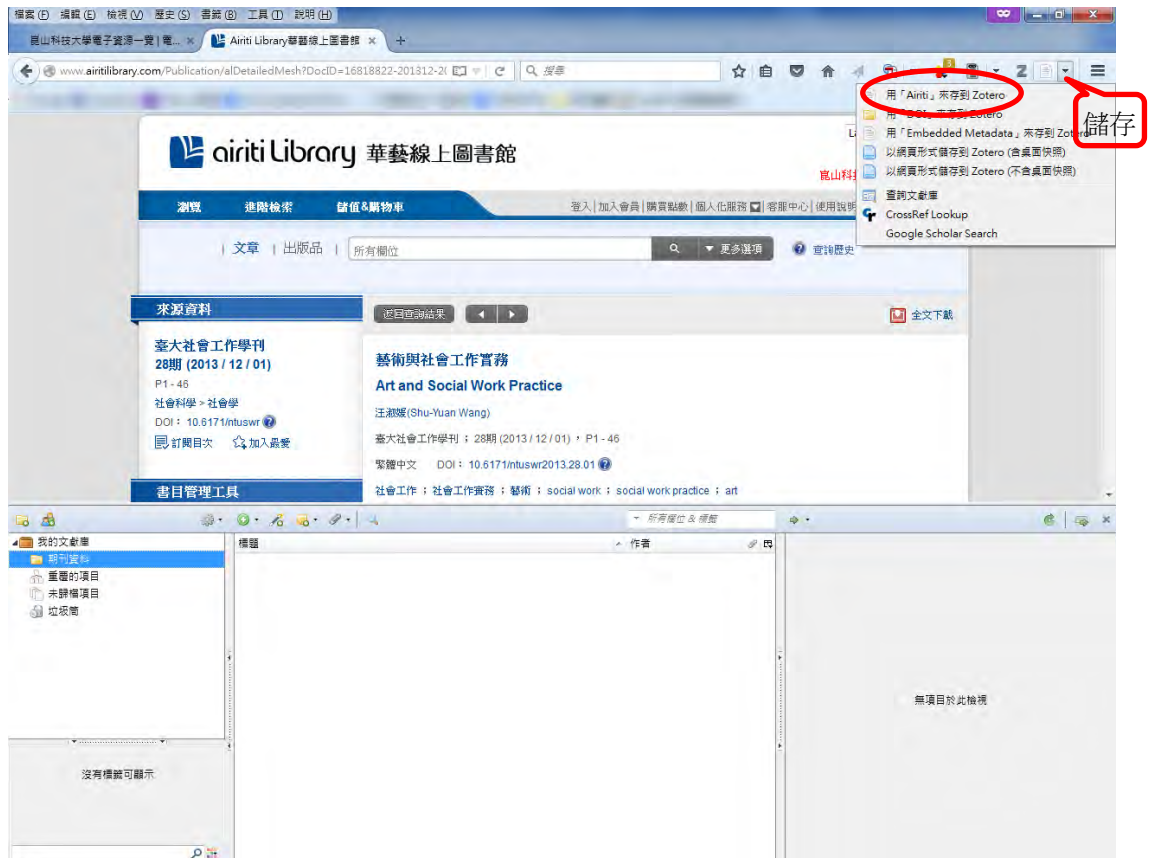 檔案(F) 編輯(E) 檢視(V) 歷史(S) 書籤(B) 工具(T) 說明(H)
崑山科技大學電子資源一覽|電... × Airiti Library華藝線上圖書館 × +
www.airitilibrary.com/Publication/alDetailedMesh?DocID=16818822-201312-2( 搜尋
用「Airiti」來存到 Zotero
用「DOI」來存到 Zotero
用「Embedded Metadata」來存到 Zotero
以網頁形式儲存到 Zotero (含桌面快照)
以網頁形式儲存到 Zotero (不含桌面快照)
查詢文獻庫
CrossRef Lookup
Google Scholar Search
儲存
airiti Library 華藝線上圖書館
崑山科
瀏覽 進階檢索 儲值&購物車 登入|加入會員|購買點數|個人化服務|客服中心|使用說明
| 文章 | 出版品 | 所有欄位 ▼ 更多選項 查詢歷史
來源資料 返回查詢結果 全文下載
臺大社會工作學刊
28期 (2013 / 12 / 01)
P1 - 46
社會科學 > 社會學
DOI: 10.6171/ntuswr
訂閱目次 加入最愛
書目管理工具
藝術與社會工作實務
Art and Social Work Practice
汪淑媛(Shu-Yuan Wang)
臺大社會工作學刊 ; 28期 (2013 / 12 / 01) , P1 - 46
繁體中文 DOI: 10.6171/ntuswr2013.28.01
社會工作 ; 社會工作實務 ; 藝術 ; social work ; social work practice ; art
所有欄位 & 標籤
我的文獻庫
期刊資料
重覆的項目
未歸檔項目
垃圾筒
標題 作者
無項目於此檢視
沒有標籤可顯示